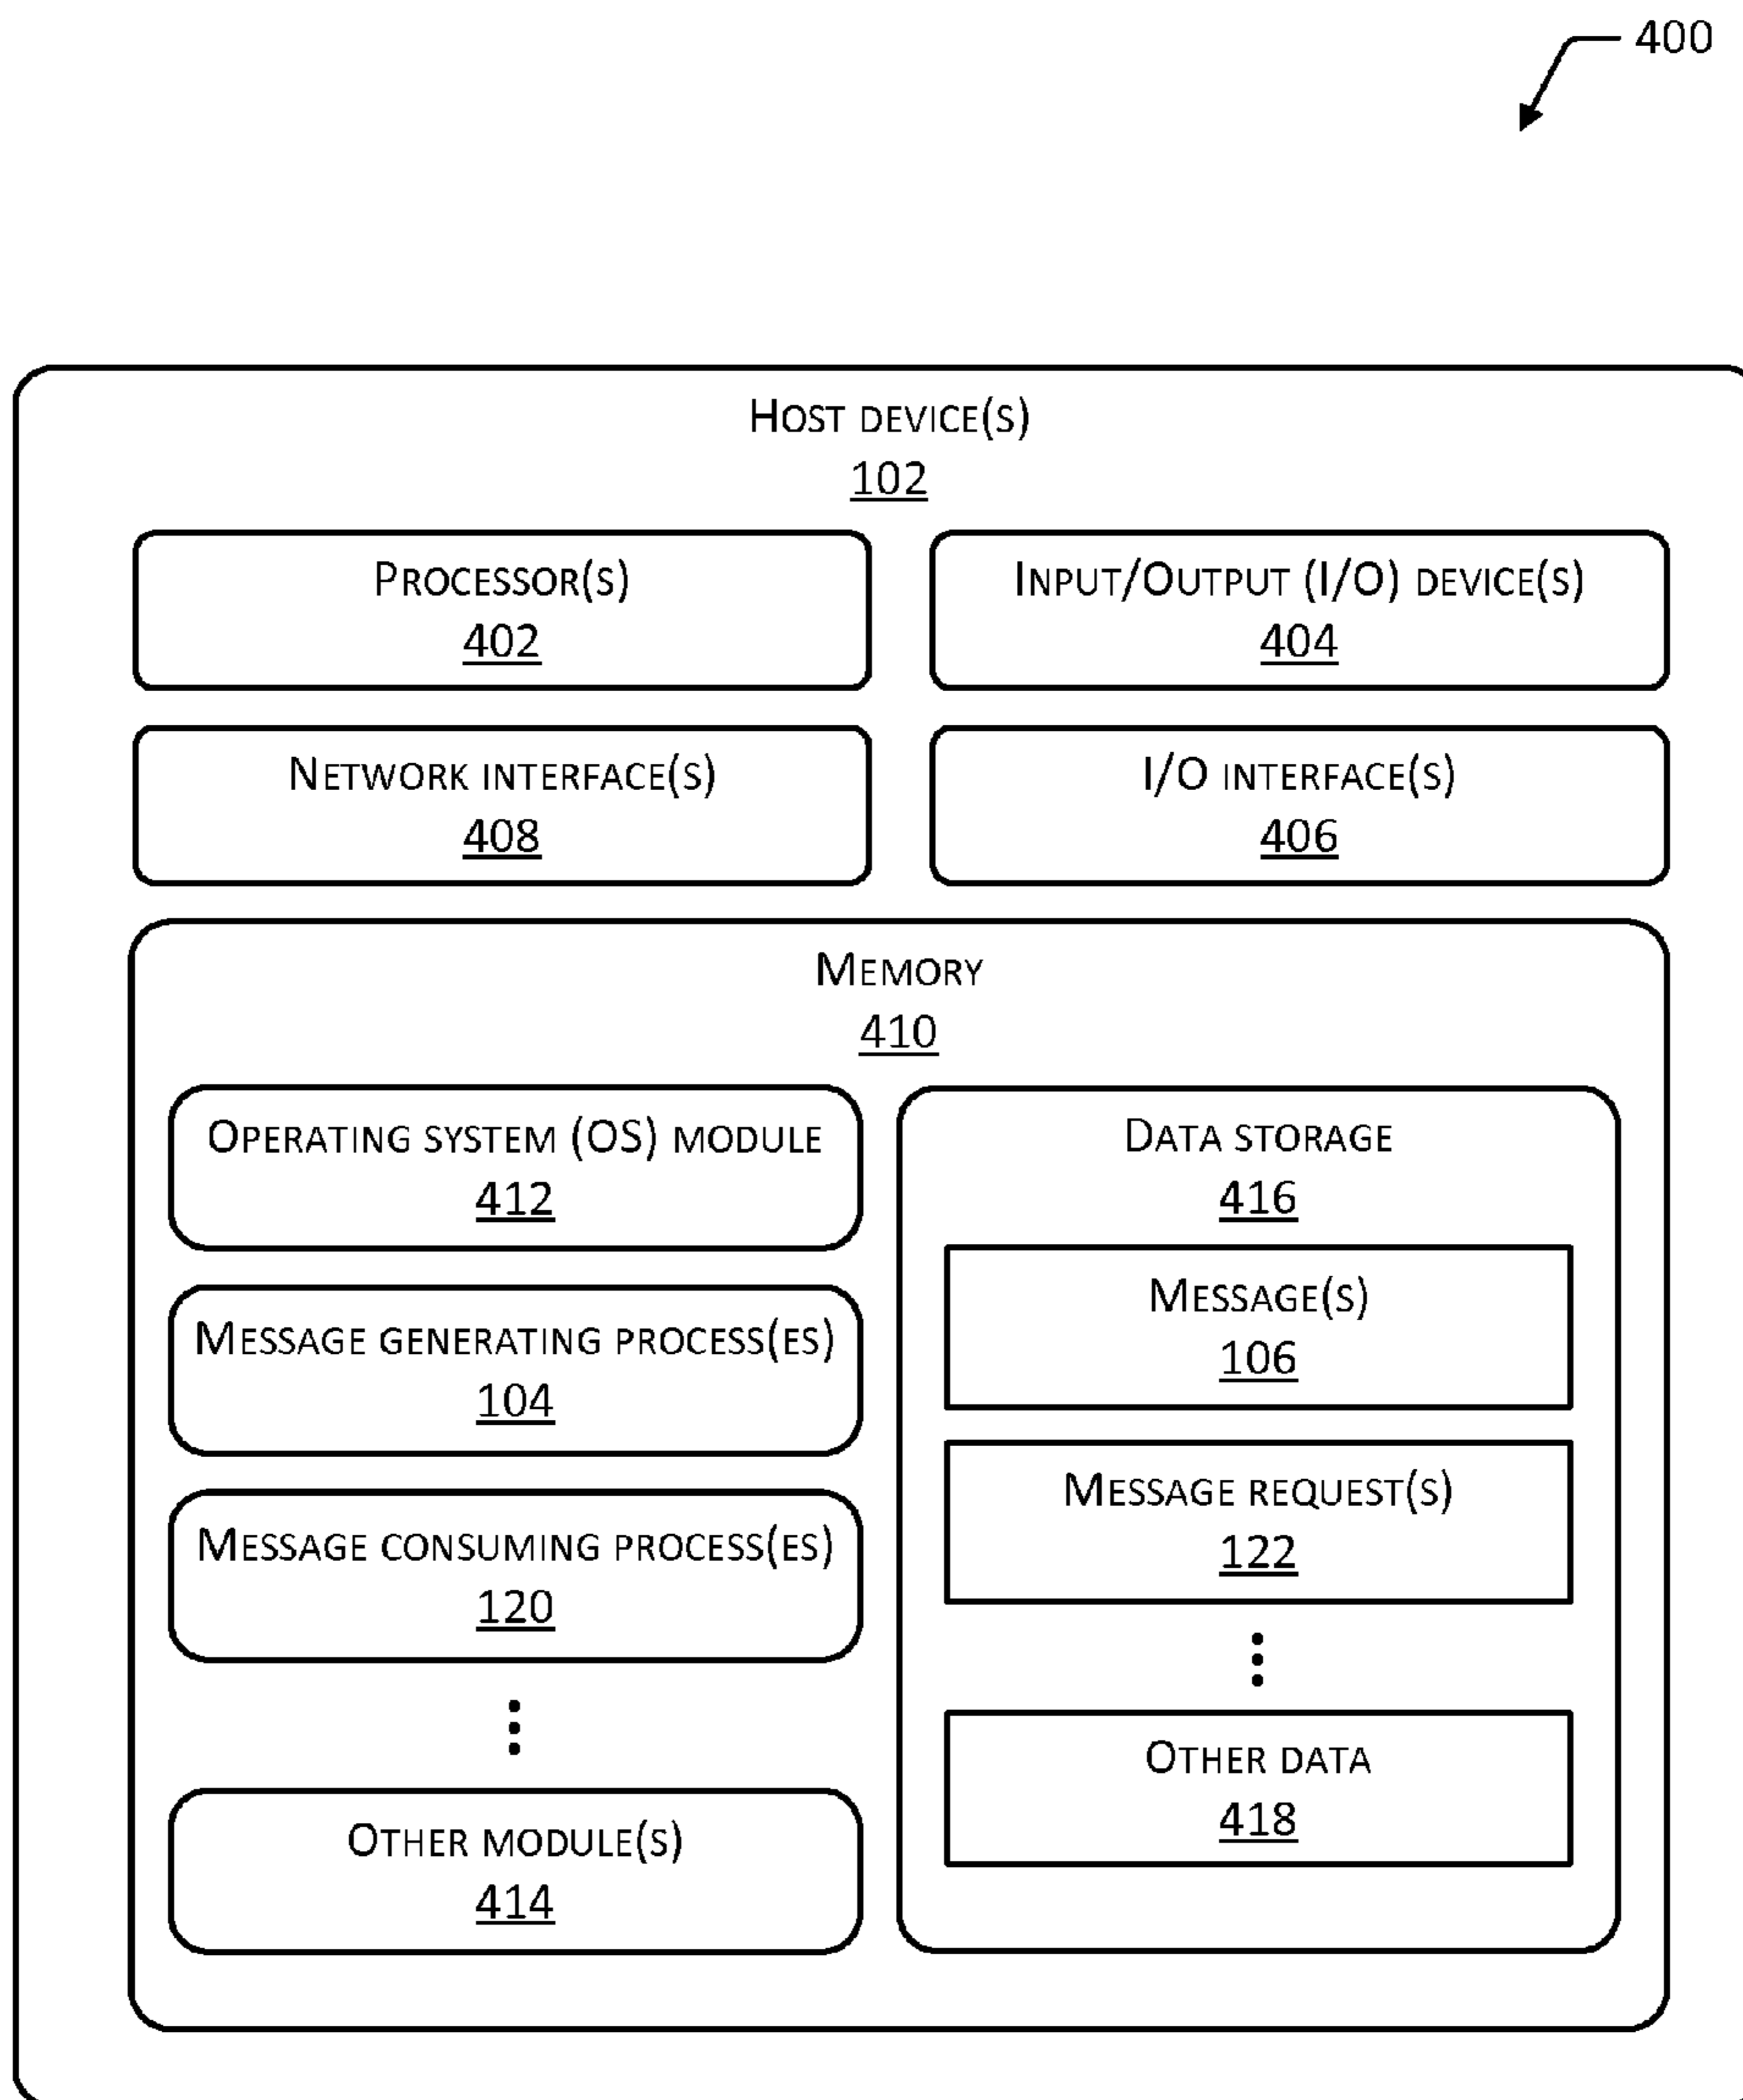 400
HOST DEVICE(S)
102
PROCESSOR(S)
402
INPUT/OUTPUT (I/O) DEVICE(S)
404
NETWORK INTERFACE(S)
408
I/O INTERFACE(S)
406
MEMORY
410
OPERATING SYSTEM (OS) MODULE
412
MESSAGE GENERATING PROCESS(ES)
104
MESSAGE CONSUMING PROCESS(ES)
120
OTHER MODULE(S)
414
DATA STORAGE
416
MESSAGE(S)
106
MESSAGE REQUEST(S)
122
OTHER DATA
418